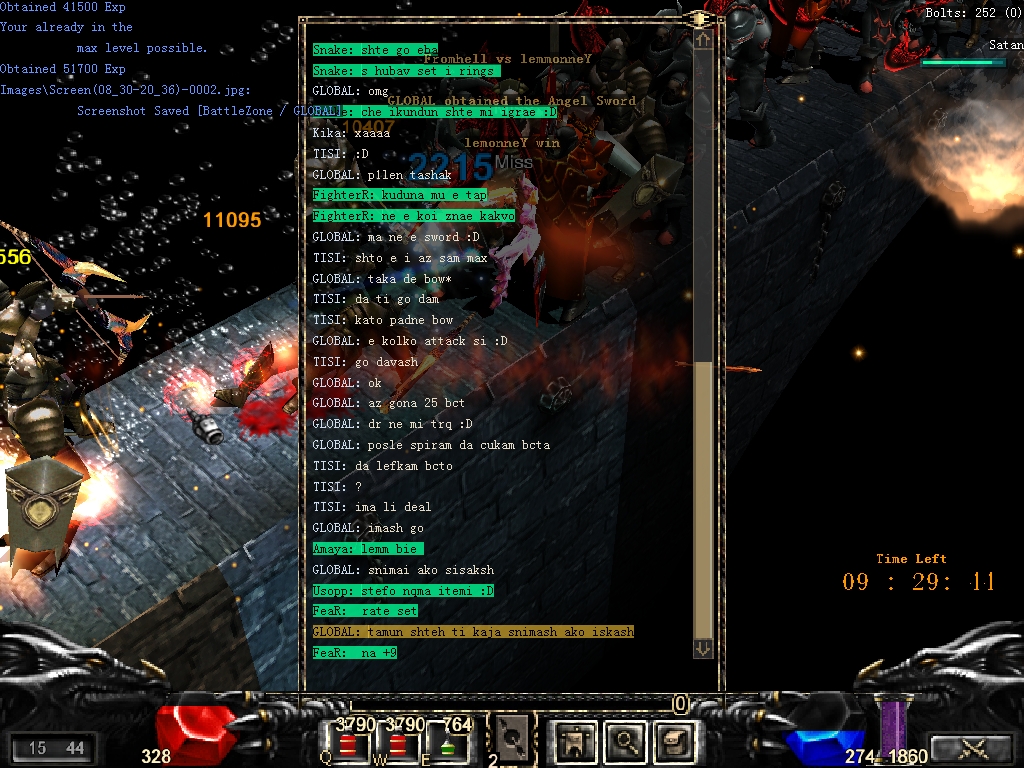 Obtained 41500 Exp
Your already in the
max level possible.
Obtained 51700 Exp
Images\Screen(08_30-20_36)-0002.jpg:
Screenshot Saved [BattleZone / GLOBAL]
Bolts: 252 (0)
Satan
Snake: shte go eba
Fromhell vs lemmonneY
Snake: s hubav set i rings
GLOBAL: omg
GLOBAL obtained the Angel Sword
che ikundun shte mi igrae :D
10407
Kika: xaaaa
lemonneY win
TISI: :D
2215
Miss
GLOBAL: p1len tashak
FighterR: kuduna mu e tap
FighterR: ne e koi znae kakvo
11095
GLOBAL: ma ne e sword :D
556
TISI: shto e i az sam max
GLOBAL: taka de bow*
TISI: da ti go dam
TISI: kato padne bow
GLOBAL: e kolko attack si :D
TISI: go davash
GLOBAL: ok
GLOBAL: az gona 25 bct
GLOBAL: dr ne mi trq :D
GLOBAL: posle spiram da cukam bcta
TISI: da lefkam bcto
TISI: ?
TISI: ima li deal
GLOBAL: imash go
Amaya: lemm bie
GLOBAL: snimai ako sisaksh
Usopp: stefo nqma itemi :D
FeaR: rate set
GLOBAL: tamun shteh ti kaja snimash ako iskash
FeaR: na +9
Time Left
09 : 29: 11
0
3790 3790 764
Q W E 2
15 44
328
274 1860